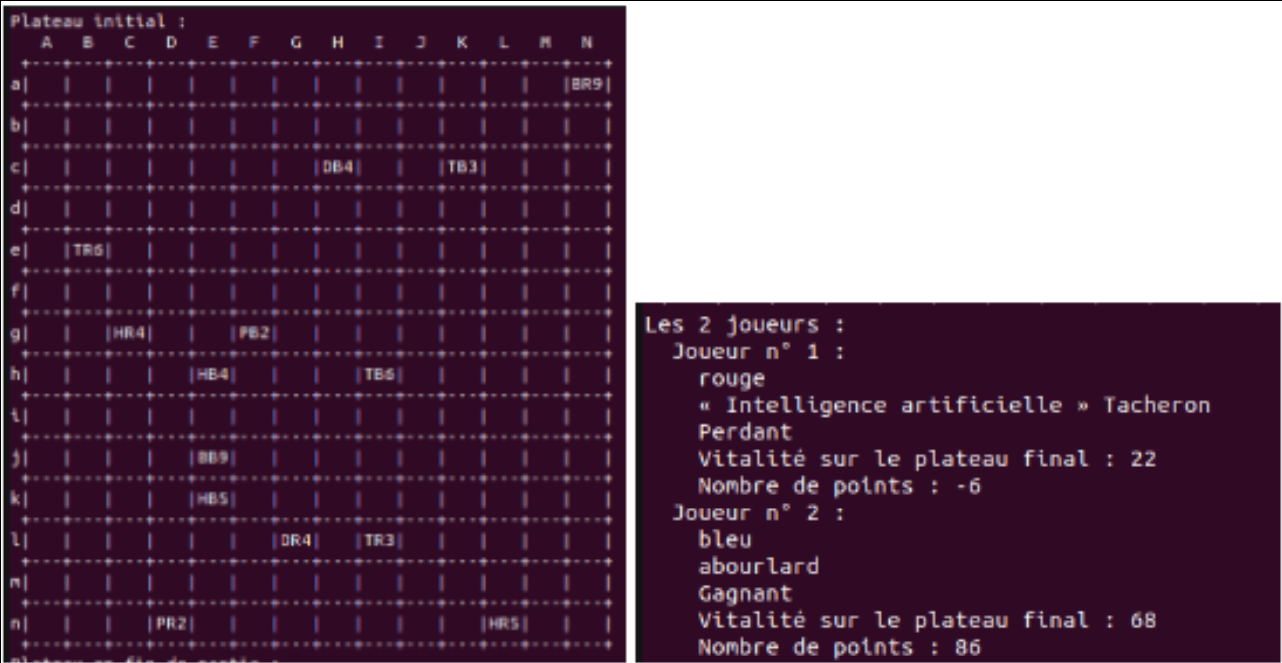 Plateau initial :
A B C D E F G H I J K L M N
a| | | | | | | | | | | | | |BR9|
b| | | | | | | | | | | | | | |
c| | | | | | | |DB4| | |TB3| | | |
d| | | | | | | | | | | | | | |
e| |TR6| | | | | | | | | | | | |
f| | | | | | | | | | | | | | |
g| | |HR4| | |PB2| | | | | | | | |
h| | | | |HB4| | | |TB6| | | | | |
i| | | | | | | | | | | | | | |
j| | | | |BB9| | | | | | | | | |
k| | | | |HB5| | | | | | | | | |
l| | | | | | |DR4| |TR3| | | | | |
m| | | | | | | | | | | | | | |
n| | | |PR2| | | | | | | |HR5| | |
Les 2 joueurs :
Joueur n° 1 :
rouge
« Intelligence artificielle » Tacheron
Perdant
Vitalité sur le plateau final : 22
Nombre de points : -6
Joueur n° 2 :
bleu
abourlard
Gagnant
Vitalité sur le plateau final : 68
Nombre de points : 86